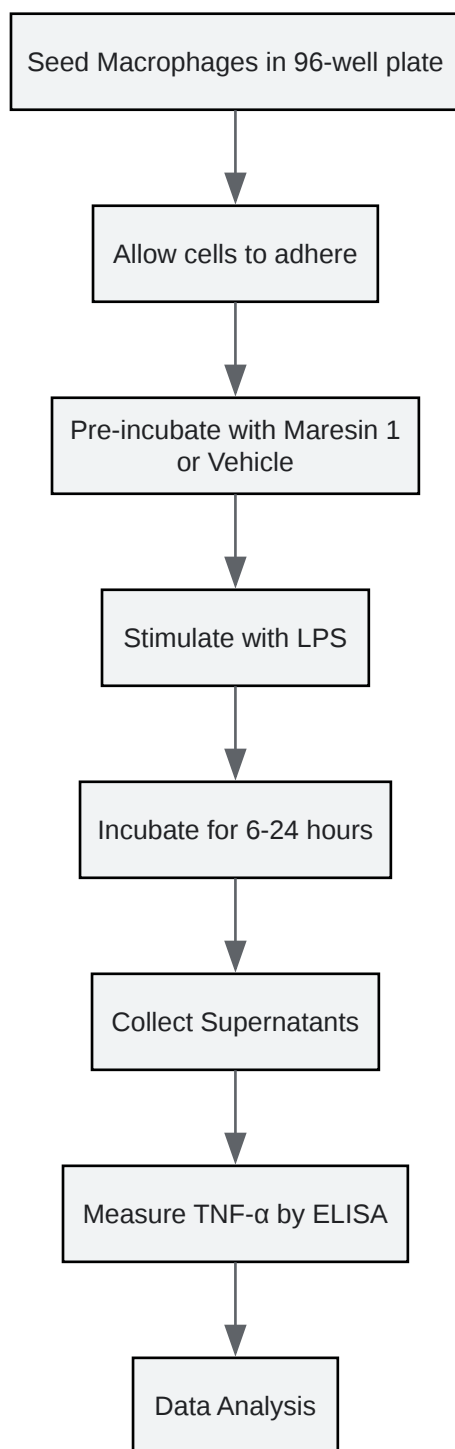 Seed Macrophages in 96-well plate
Allow cells to adhere
Pre-incubate with Maresin 1
or Vehicle
Stimulate with LPS
Incubate for 6-24 hours
Collect Supernatants
Measure TNF-α by ELISA
Data Analysis